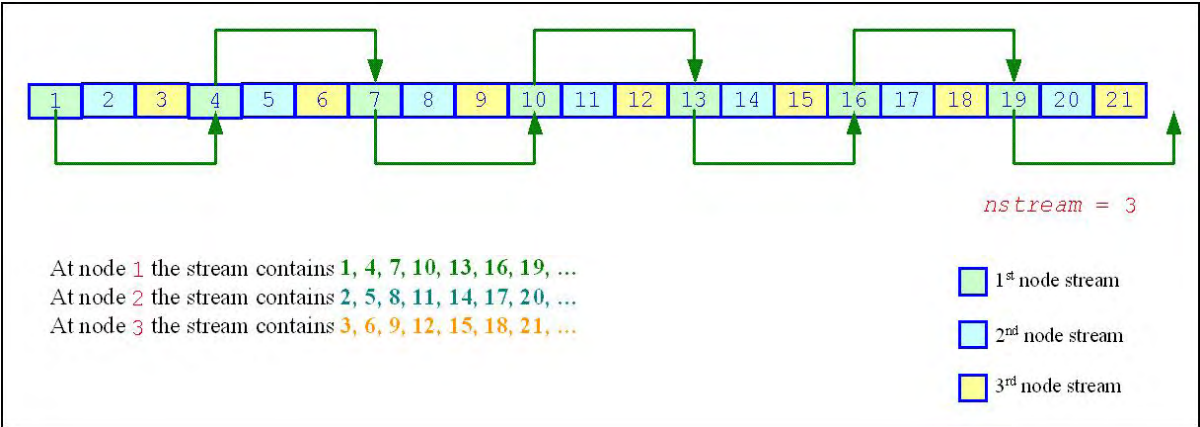 1 2 3 4 5 6 7 8 9 10 11 12 13 14 15 16 17 18 19 20 21
nstream = 3
At node 1 the stream contains 1, 4, 7, 10, 13, 16, 19, ...
At node 2 the stream contains 2, 5, 8, 11, 14, 17, 20, ...
At node 3 the stream contains 3, 6, 9, 12, 15, 18, 21, ...
1st node stream
2nd node stream
3rd node stream